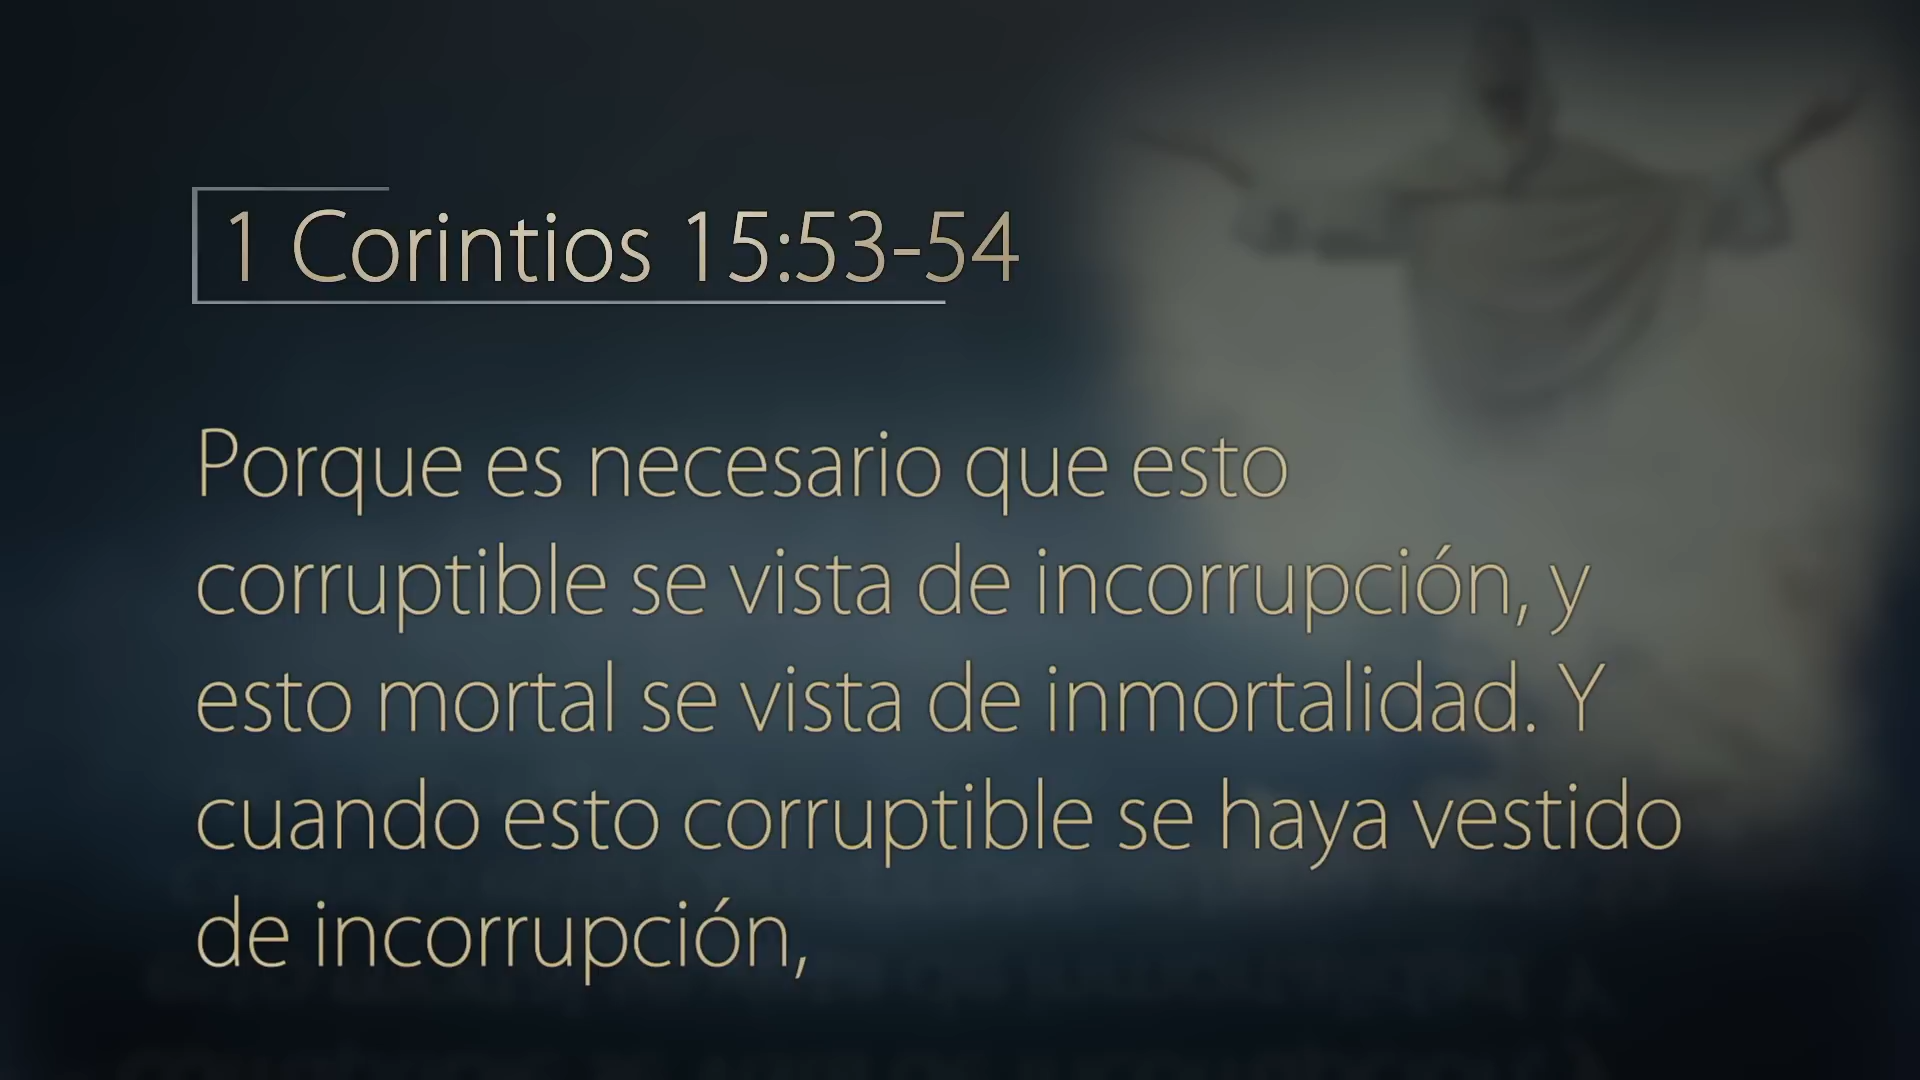 1 Corintios 15:53-54
Porque es necesario que esto
corruptible se vista de incorrupción, y
esto mortal se vista de inmortalidad. Y
cuando esto corruptible se haya vestido
de incorrupción,